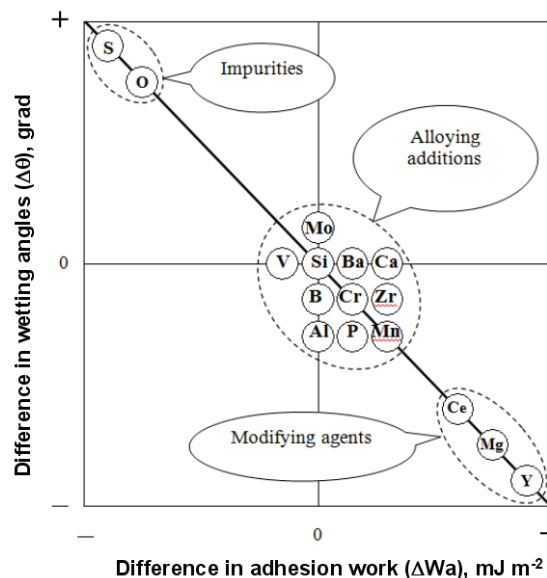 +
S
O
Impurities
Alloying
additions
Mo
0
V Si Ba Ca
B Cr Zr
Al P Mn
Ce
Modifying agents
Mg
Y
—
— 0
Difference in wetting angles (Δθ), grad
Difference in adhesion work (ΔWa), mJ m-2